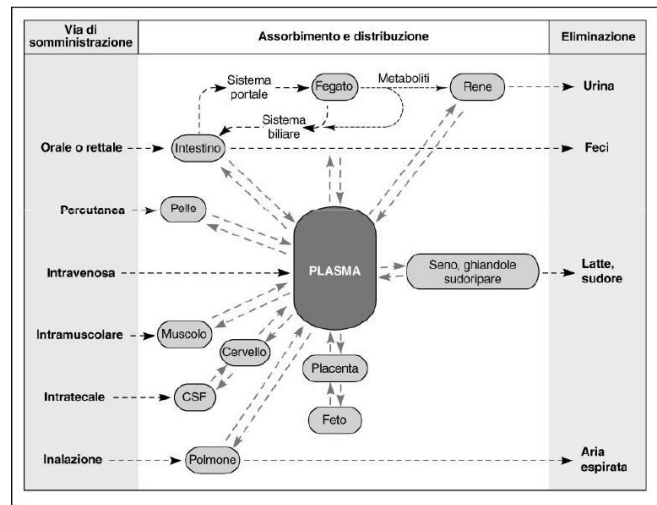 Via di
somministrazione
Assorbimento e distribuzione
Eliminazione
Sistema
portale
Fegato
Metaboliti
Rene
Urina
Sistema
biliare
Orale o rettale
Intestino
Feci
Percutanea
Pelle
Intravenosa
PLASMA
Seno, ghiandole
sudoripare
Latte,
sudore
Intramuscolare
Muscolo
Cervello
Placenta
Intratecale
CSF
Feto
Inalazione
Polmone
Aria
espirata